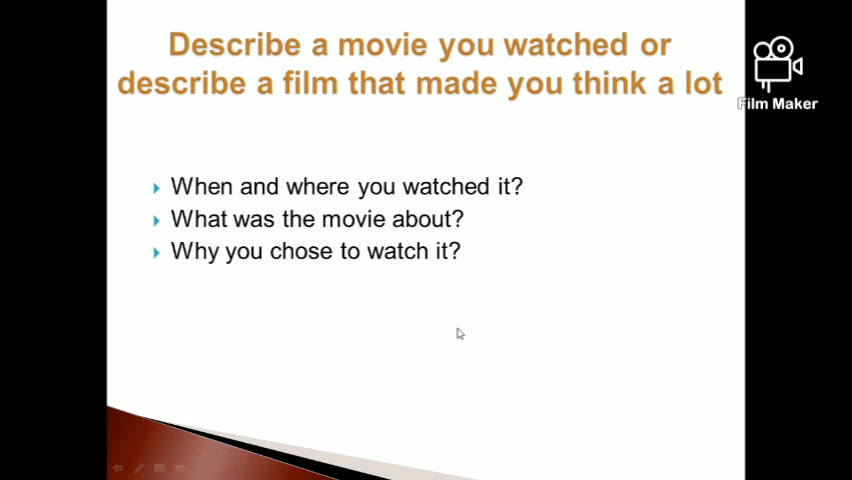 Describe a movie you watched or
describe a film that made you think a lot
Film Maker
When and where you watched it?
What was the movie about?
Why you chose to watch it?